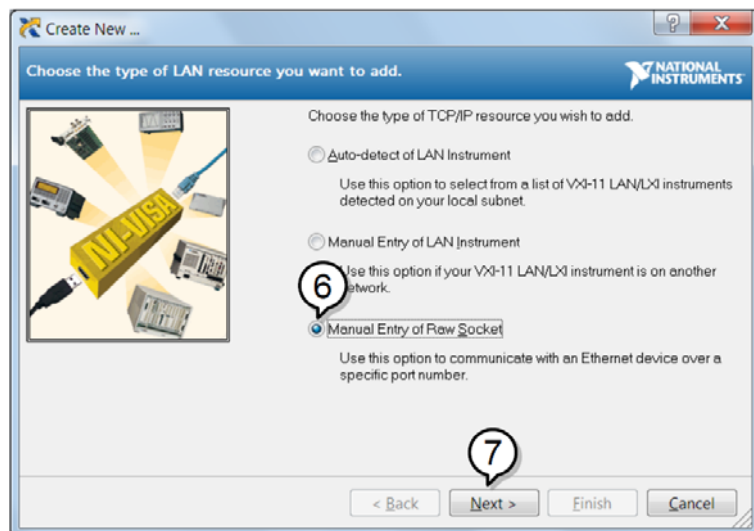 Create New ...
Choose the type of LAN resource you want to add.
NATIONAL
INSTRUMENTS
Choose the type of TCP/IP resource you wish to add.
Auto-detect of LAN Instrument
Use this option to select from a list of VXI-11 LAN/LXI instruments
detected on your local subnet.
NI-VISA
Manual Entry of LAN Instrument
Use this option if your VXI-11 LAN/LXI instrument is on another
network.
6
Manual Entry of Raw Socket
Use this option to communicate with an Ethernet device over a
specific port number.
7
< Back
Next >
Finish
Cancel